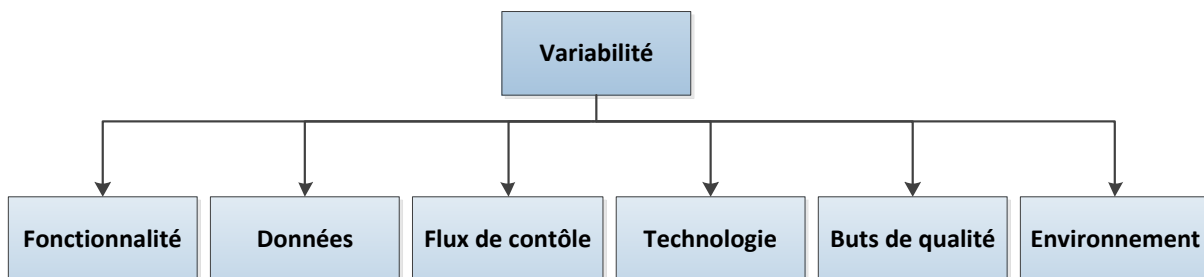 Variabilité
Fonctionnalité
Données
Flux de contôle
Technologie
Buts de qualité
Environnement